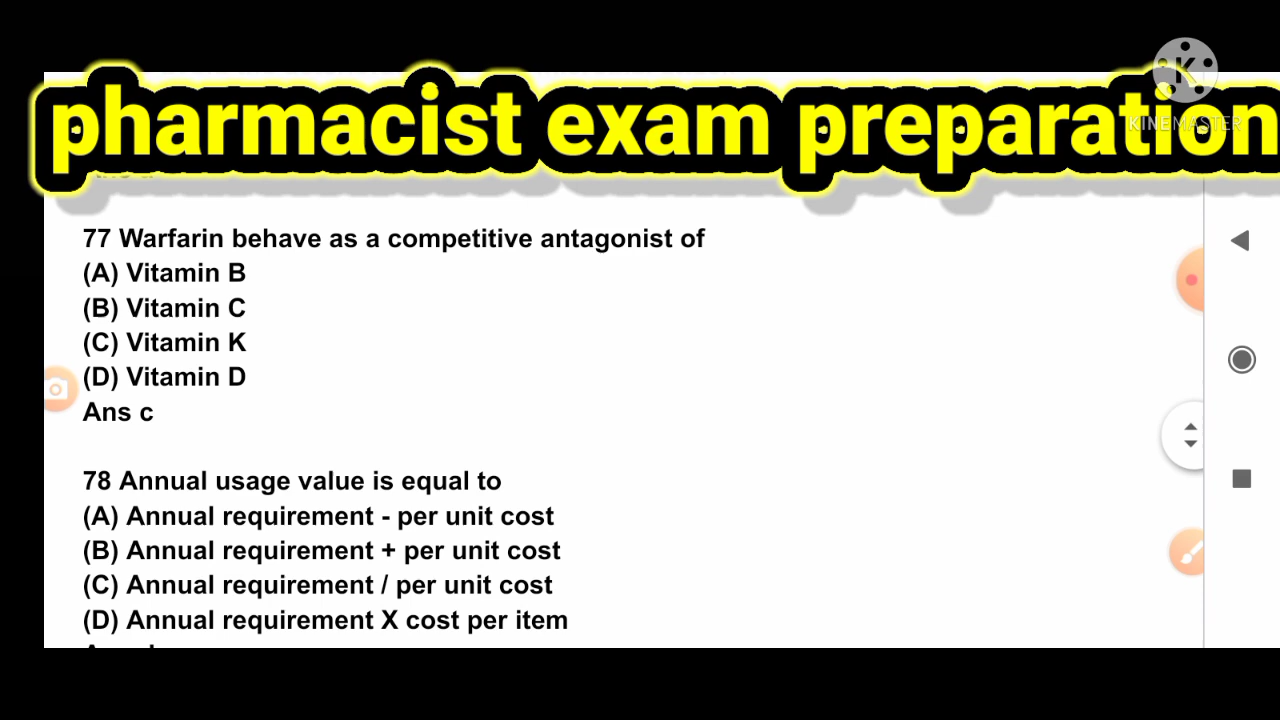 pharmacist exam preparation
KINEMASTER
77 Warfarin behave as a competitive antagonist of
(A) Vitamin B
(B) Vitamin C
(C) Vitamin K
(D) Vitamin D
Ans c
78 Annual usage value is equal to
(A) Annual requirement - per unit cost
(B) Annual requirement + per unit cost
(C) Annual requirement / per unit cost
(D) Annual requirement X cost per item